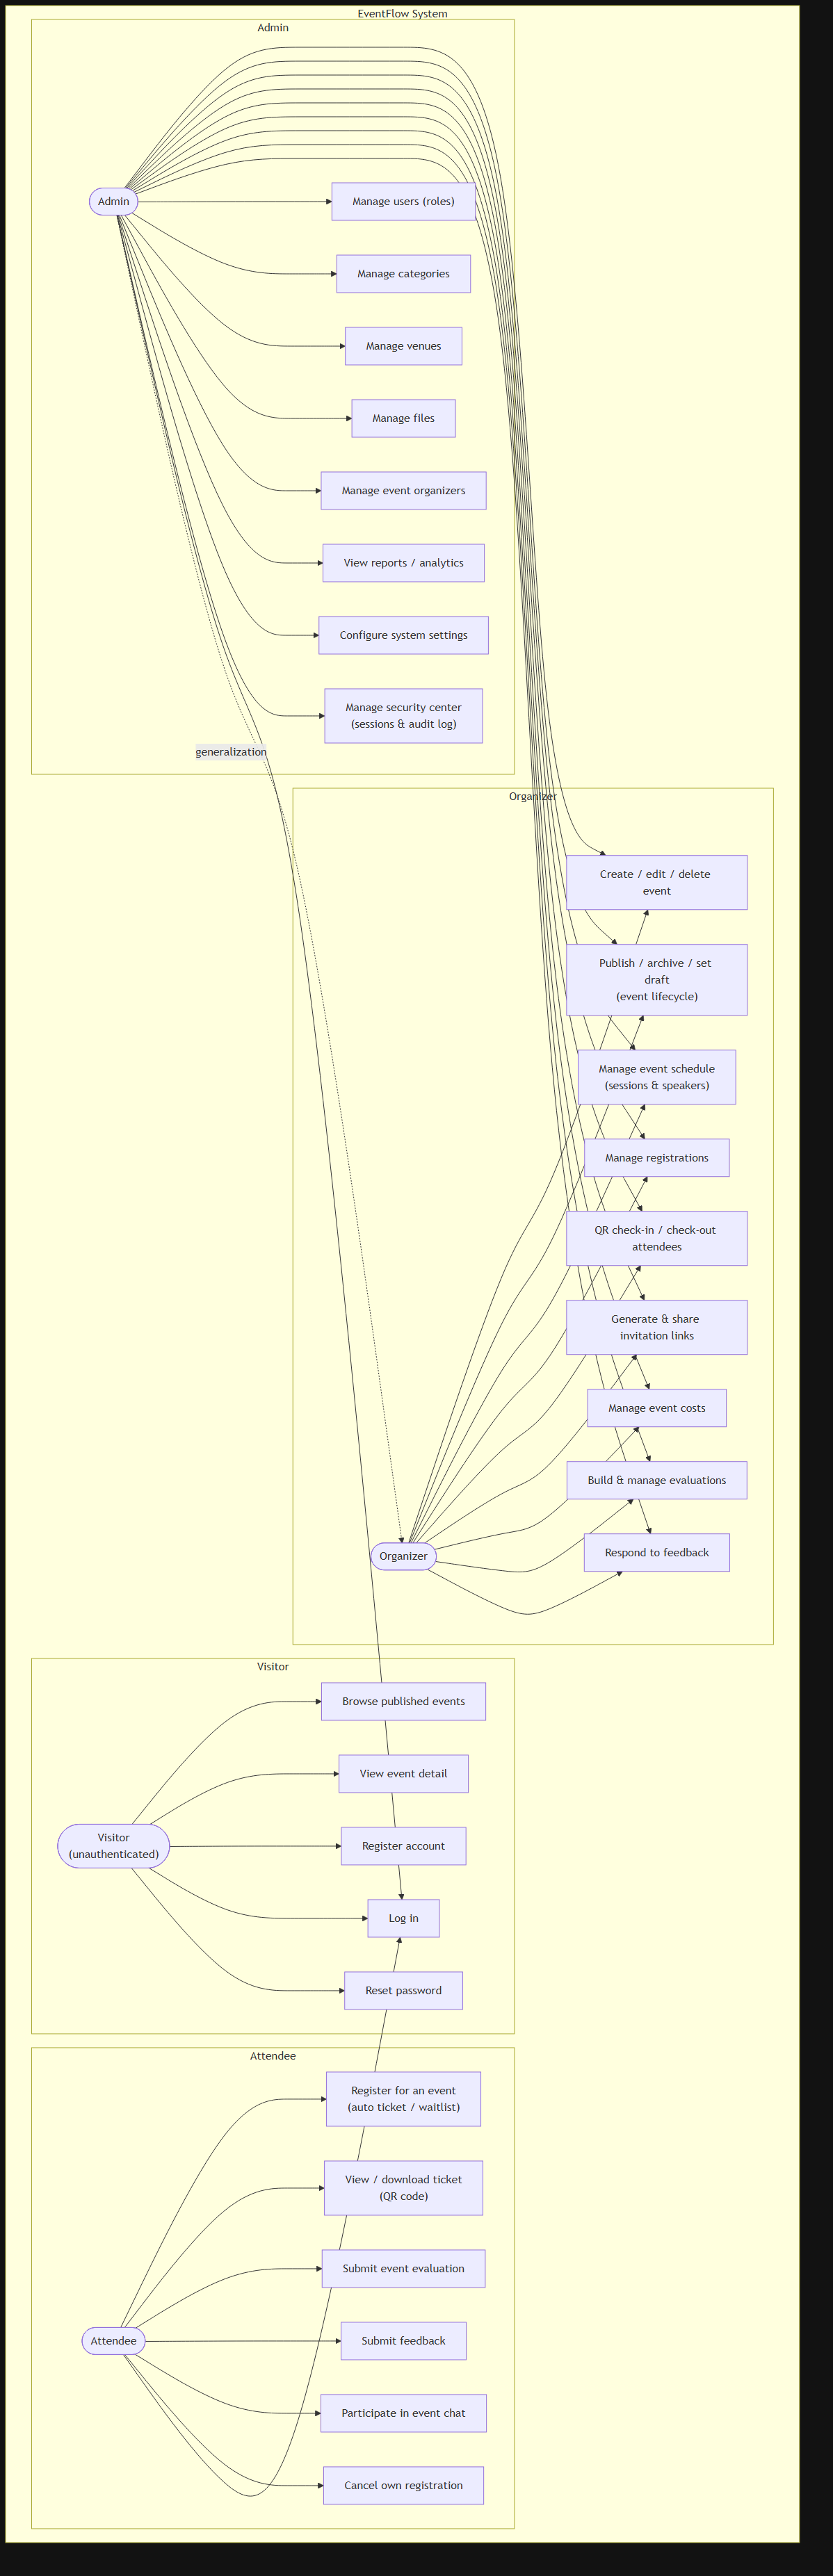 EventFlow System
Admin
Admin
Manage users (roles)
Manage categories
Manage venues
Manage files
Manage event organizers
View reports / analytics
Configure system settings
Manage security center
(sessions & audit log)
generalization
Organizer
Create / edit / delete
event
Publish / archive / set
draft
(event lifecycle)
Manage event schedule
(sessions & speakers)
Manage registrations
QR check-in / check-out
attendees
Generate & share
invitation links
Manage event costs
Build & manage evaluations
Organizer
Respond to feedback
Visitor
Browse published events
View event detail
Visitor
(unauthenticated)
Register account
Log in
Reset password
Attendee
Register for an event
(auto ticket / waitlist)
View / download ticket
(QR code)
Submit event evaluation
Attendee
Submit feedback
Participate in event chat
Cancel own registration